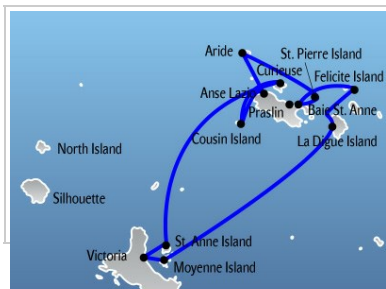 Aride
St. Pierre Island
Curieuse
Felicite Island
Anse Lazio
Praslin
Baie St. Anne
Cousin Island
La Digue Island
North Island
Silhouette
St. Anne Island
Victoria
Moyenne Island